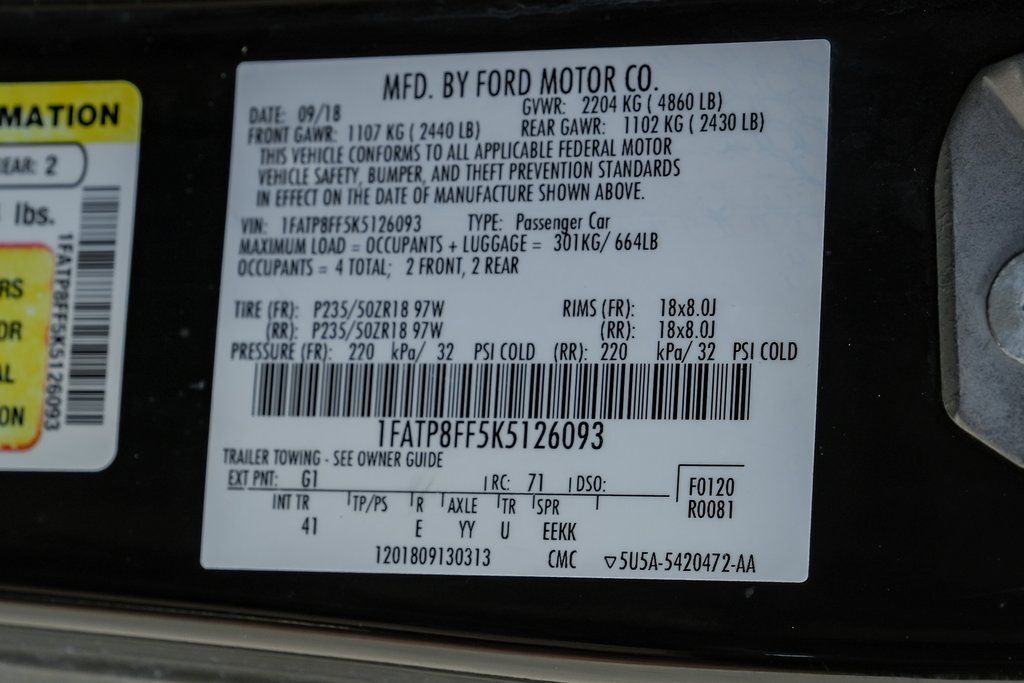 MATION
EAR: 2
lbs.
RS
OR
AL
ON
1FATP8FF5K5126093
MFD. BY FORD MOTOR CO.
DATE: 09/18 GVWR: 2204 KG ( 4860 LB)
FRONT GAWR: 1107 KG ( 2440 LB) REAR GAWR: 1102 KG ( 2430 LB)
THIS VEHICLE CONFORMS TO ALL APPLICABLE FEDERAL MOTOR
VEHICLE SAFETY, BUMPER, AND THEFT PREVENTION STANDARDS
IN EFFECT ON THE DATE OF MANUFACTURE SHOWN ABOVE.
VIN: 1FATP8FF5K5126093 TYPE: Passenger Car
MAXIMUM LOAD = OCCUPANTS + LUGGAGE = 301KG/ 664LB
OCCUPANTS = 4 TOTAL; 2 FRONT, 2 REAR
TIRE (FR): P235/50ZR18 97W RIMS (FR): 18x8.0J
(RR): P235/50ZR18 97W (RR): 18x8.0J
PRESSURE (FR): 220 kPa/ 32 PSI COLD (RR): 220 kPa/ 32 PSI COLD
1FATP8FF5K5126093
TRAILER TOWING - SEE OWNER GUIDE
EXT PNT: G1 RC: 71 DSO: F0120
INT TR TP/PS R AXLE TR SPR R0081
41 E YY U EEKK
1201809130313 CMC ▽5U5A-5420472-AA